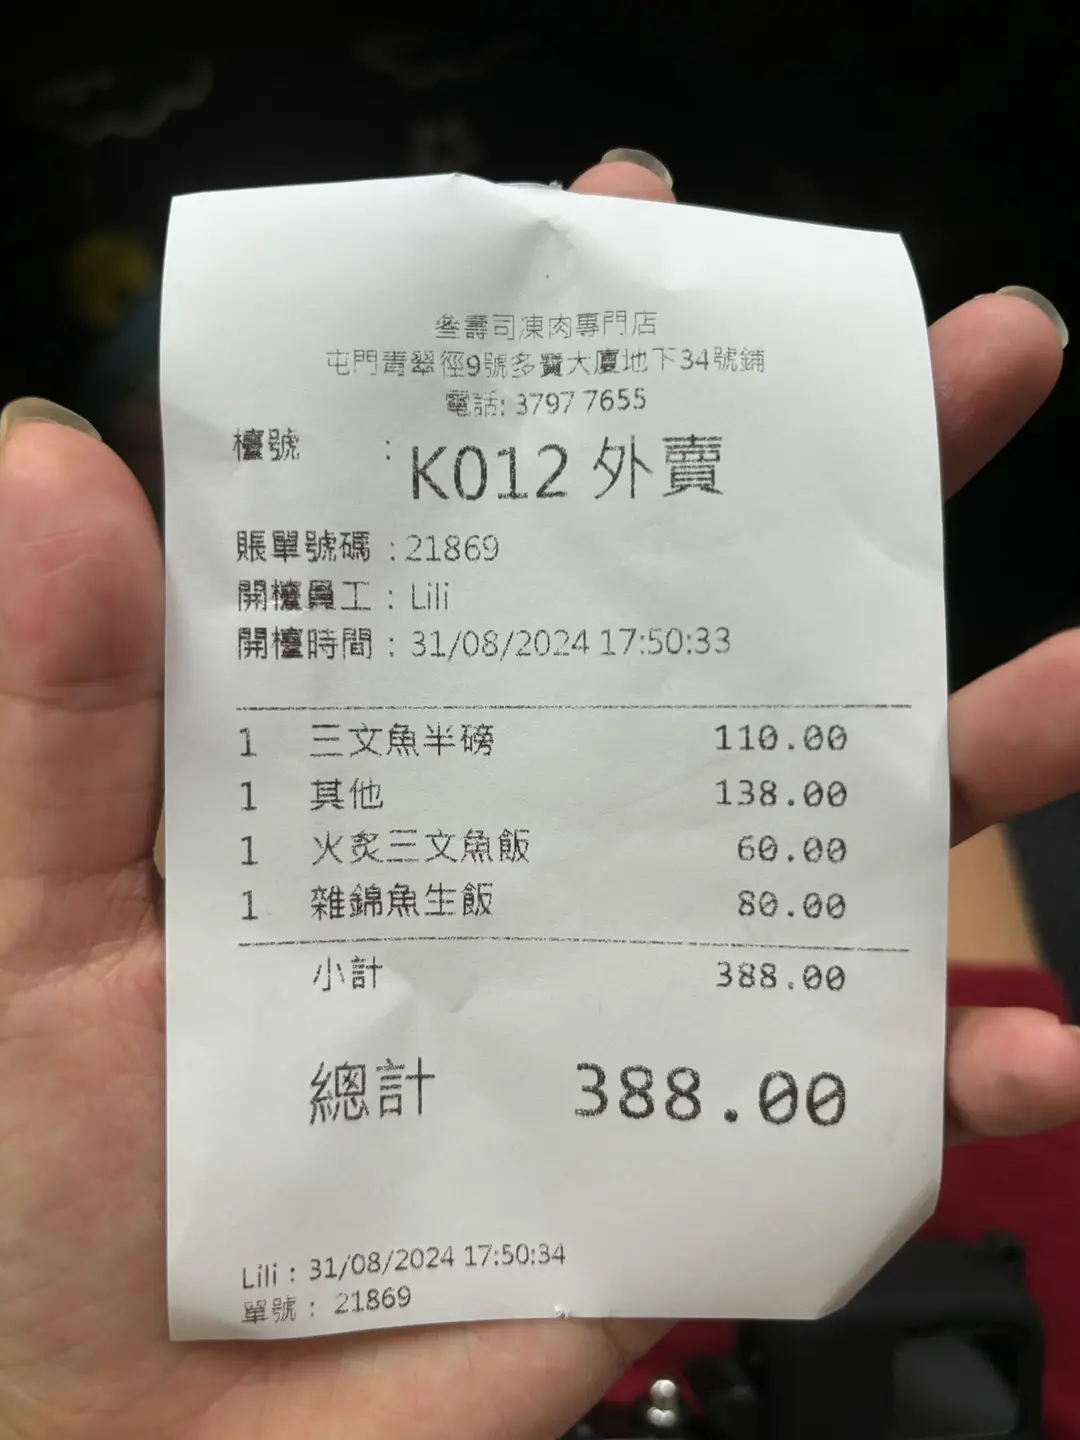 叁壽司凍肉專門店
屯門青翠徑9號多寶大廈地下34號鋪
電話: 3797 7655
檯號 : K012 外賣
賬單號碼 : 21869
開檯員工 : Lili
開檯時間 : 31/08/2024 17:50:33
1 三文魚半磅 110.00
1 其他 138.00
1 火炙三文魚飯 60.00
1 雜錦魚生飯 80.00
小計 388.00
總計 388.00
Lili : 31/08/2024 17:50:34
單號 : 21869